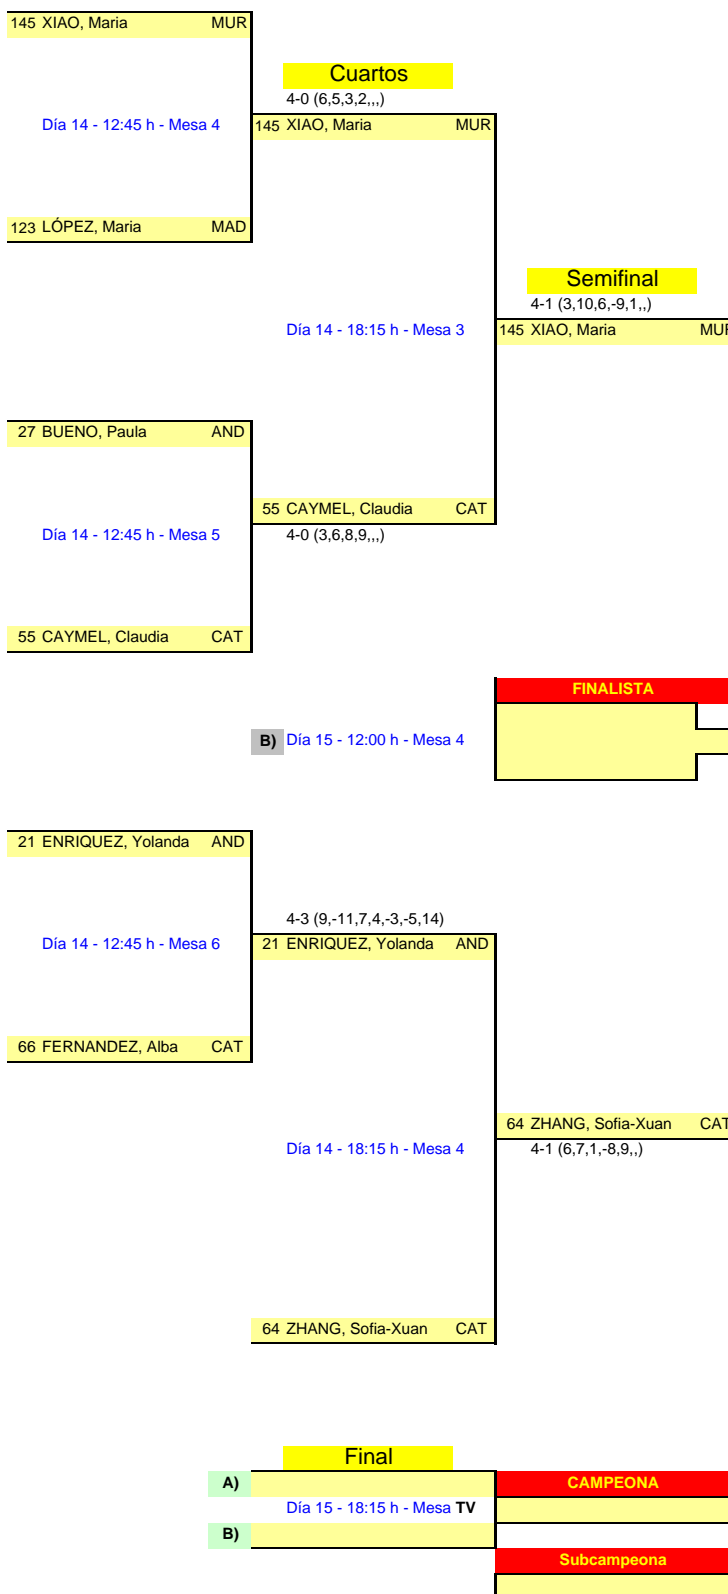 145 XIAO, Maria MUR
Cuartos
4-0 (6,5,3,2,,,)
Día 14 - 12:45 h - Mesa 4
145 XIAO, Maria MUR
123 LÓPEZ, Maria MAD
Semifinal
4-1 (3,10,6,-9,1,,)
Día 14 - 18:15 h - Mesa 3
145 XIAO, Maria MUR
27 BUENO, Paula AND
55 CAYMEL, Claudia CAT
Día 14 - 12:45 h - Mesa 5
4-0 (3,6,8,9,,,)
55 CAYMEL, Claudia CAT
FINALISTA
B) Día 15 - 12:00 h - Mesa 4
21 ENRIQUEZ, Yolanda AND
4-3 (9,-11,7,4,-3,-5,14)
Día 14 - 12:45 h - Mesa 6
21 ENRIQUEZ, Yolanda AND
66 FERNANDEZ, Alba CAT
64 ZHANG, Sofia-Xuan CAT
Día 14 - 18:15 h - Mesa 4
4-1 (6,7,1,-8,9,,)
64 ZHANG, Sofia-Xuan CAT
Final
A)
CAMPEONA
Día 15 - 18:15 h - Mesa TV
B)
Subcampeona